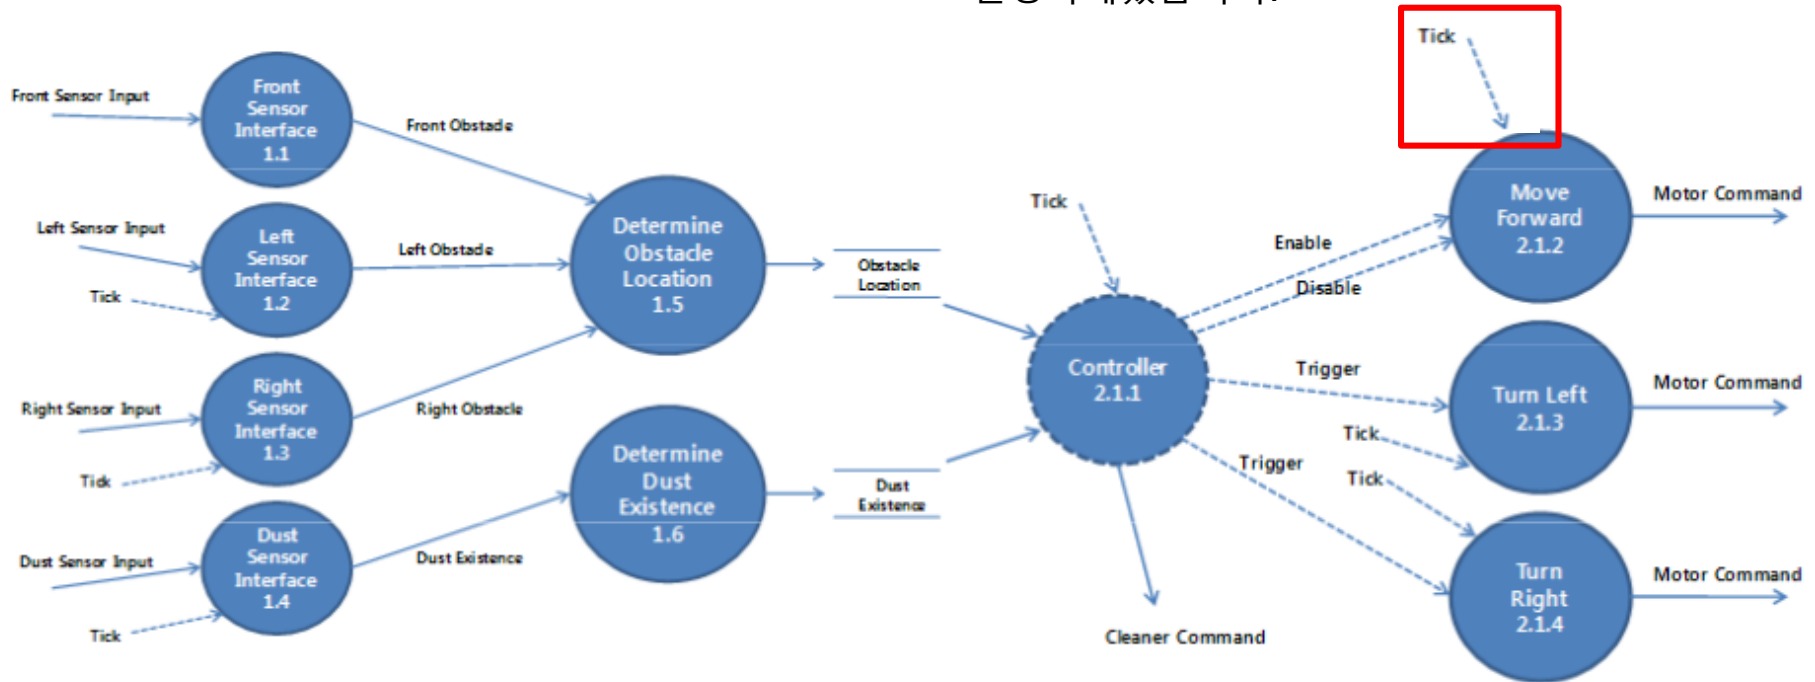 Tick
Front Sensor Input
Front
Sensor
Interface
1.1
Front Obstade
Left Sensor Input
Left
Sensor
Interface
1.2
Tick
Left Obstade
Determine
Obstacle
Location
1.5
Right Sensor Input
Right
Sensor
Interface
1.3
Tick
Right Obstacle
Dust Sensor Input
Dust
Sensor
Interface
1.4
Tick
Dust Existence
Determine
Dust
Existence
1.6
Obstacle
Location
Dust
Existence
Tick
Controller
2.1.1
Enable
Disable
Trigger
Trigger
Cleaner Command
Move
Forward
2.1.2
Motor Command
Turn Left
2.1.3
Tick
Motor Command
Tick
Turn
Right
2.1.4
Motor Command